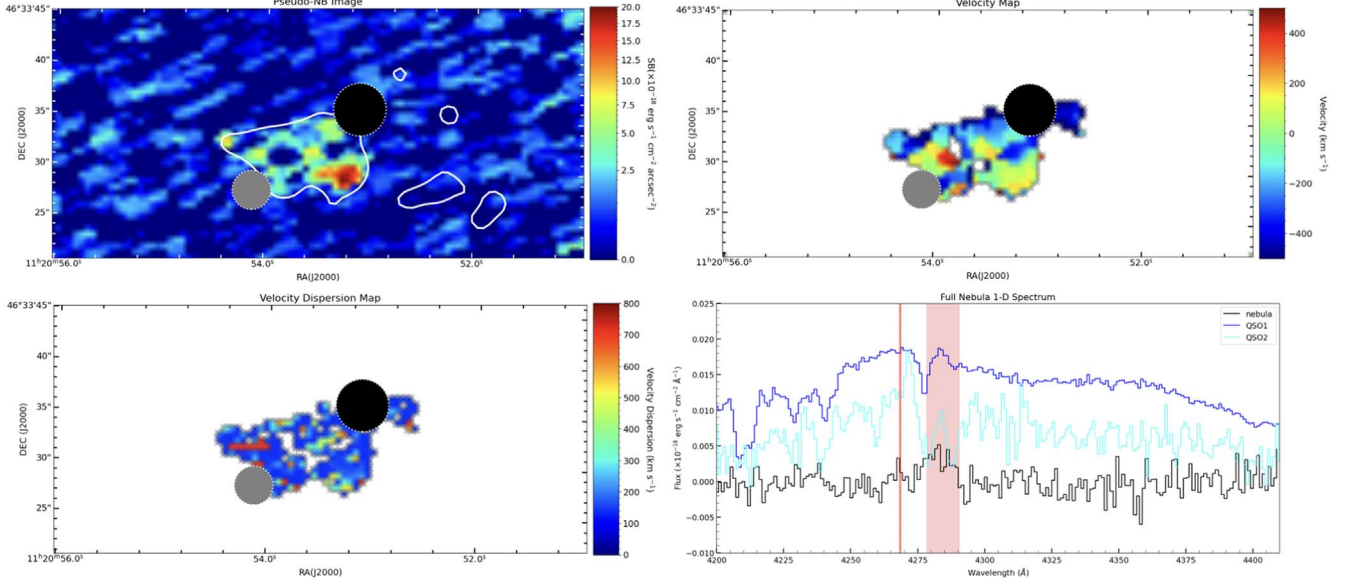 Pseudo-NB Image
46°33'45"
40"
35"
30"
25"
11ʰ20ᵐ56.0ˢ
54.0ˢ
52.0ˢ
RA(J2000)
DEC (J2000)
20.0
17.5
15.0
12.5
10.0
7.5
5.0
2.5
0.0
SB(×10⁻¹⁸ erg s⁻¹ cm⁻² arcsec⁻²)
Velocity Map
46°33'45"
40"
35"
30"
25"
11ʰ20ᵐ56.0ˢ
54.0ˢ
52.0ˢ
RA(J2000)
DEC (J2000)
400
200
0
−200
−400
Velocity (km s⁻¹)
Velocity Dispersion Map
46°33'45"
40"
35"
30"
25"
11ʰ20ᵐ56.0ˢ
54.0ˢ
52.0ˢ
RA(J2000)
DEC (J2000)
800
700
600
500
400
300
200
100
0
Velocity Dispersion (km s⁻¹)
Full Nebula 1-D Spectrum
0.025
0.020
0.015
0.010
0.005
0.000
−0.005
−0.010
Flux (×10⁻¹⁸ erg s⁻¹ cm⁻² Å⁻¹)
nebula
QSO1
QSO2
4200
4225
4250
4275
4300
4325
4350
4375
4400
Wavelength (Å)